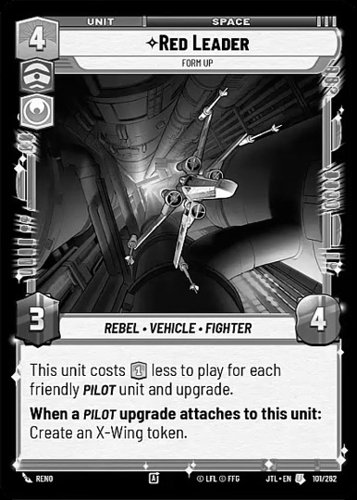 UNIT
SPACE
4
✧RED LEADER
FORM UP
3
REBEL • VEHICLE • FIGHTER
4
This unit costs 1 less to play for each
friendly PILOT unit and upgrade.
When a PILOT upgrade attaches to this unit:
Create an X-Wing token.
RENO
A
© LFL © FFG
JTL • EN
101/262